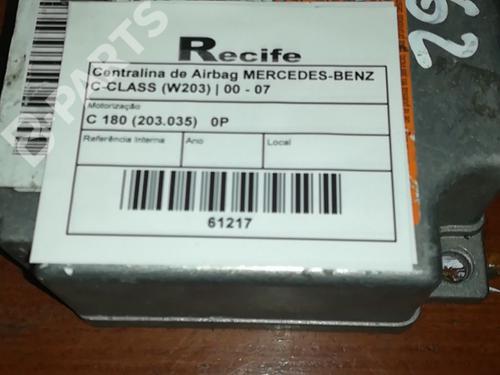 B-PARTS
Recife
Centralina de Airbag MERCEDES-BENZ
C-CLASS (W203) | 00 - 07
Motorização
C 180 (203.035) 0P
Referência Interna Ano Local
61217